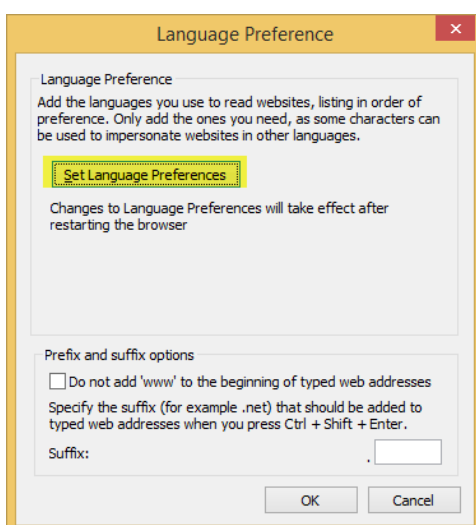 Language Preference
Language Preference
Add the languages you use to read websites, listing in order of
preference. Only add the ones you need, as some characters can
be used to impersonate websites in other languages.
Set Language Preferences
Changes to Language Preferences will take effect after
restarting the browser
Prefix and suffix options
Do not add 'www' to the beginning of typed web addresses
Specify the suffix (for example .net) that should be added to
typed web addresses when you press Ctrl + Shift + Enter.
Suffix: .
OK Cancel